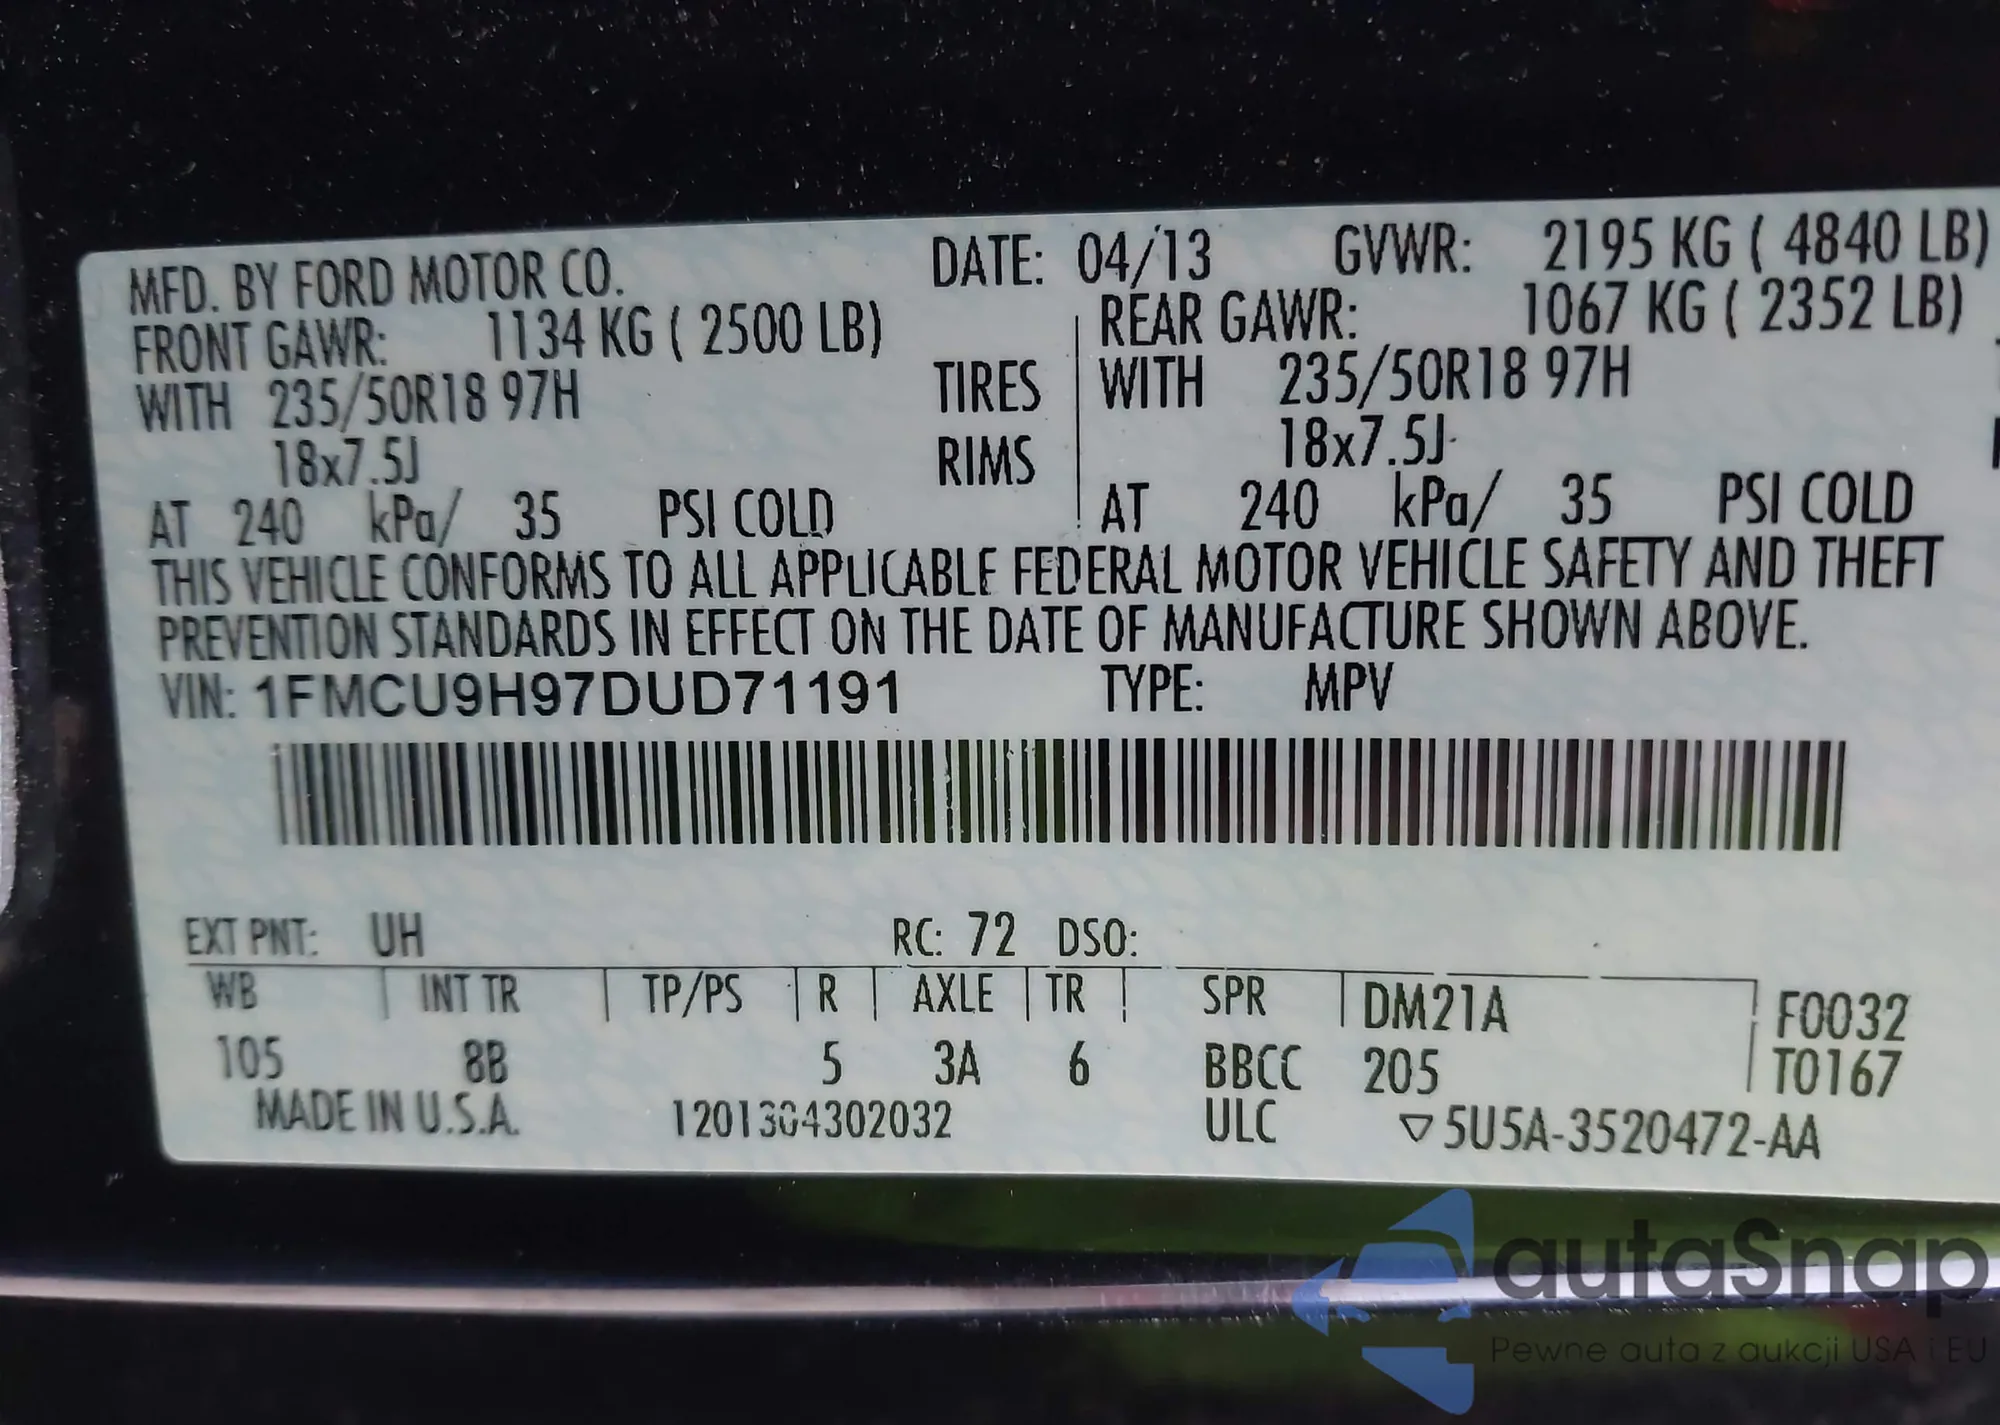 MFD. BY FORD MOTOR CO. DATE: 04/13 GVWR: 2195 KG ( 4840 LB)
FRONT GAWR: 1134 KG ( 2500 LB) REAR GAWR: 1067 KG ( 2352 LB)
WITH 235/50R18 97H TIRES WITH 235/50R18 97H
18x7.5J RIMS 18x7.5J
AT 240 kPa/ 35 PSI COLD AT 240 kPa/ 35 PSI COLD
THIS VEHICLE CONFORMS TO ALL APPLICABLE FEDERAL MOTOR VEHICLE SAFETY AND THEFT
PREVENTION STANDARDS IN EFFECT ON THE DATE OF MANUFACTURE SHOWN ABOVE.
VIN: 1FMCU9H97DUD71191 TYPE: MPV
EXT PNT: UH RC: 72 DSO:
WB INT TR TP/PS R AXLE TR SPR DM21A F0032
105 8B 5 3A 6 BBCC 205 T0167
MADE IN U.S.A. 1201304302032 ULC ▽5U5A-3520472-AA
autaSnap
Pewne auta z aukcji USA i EU